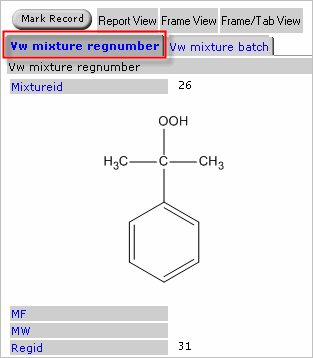 Mark Record Report View Frame View Frame/Tab View
Vw mixture regnumber Vw mixture batch
Vw mixture regnumber
Mixtureid 26
OOH
H₃C C CH₃
MF
MW
Regid 31